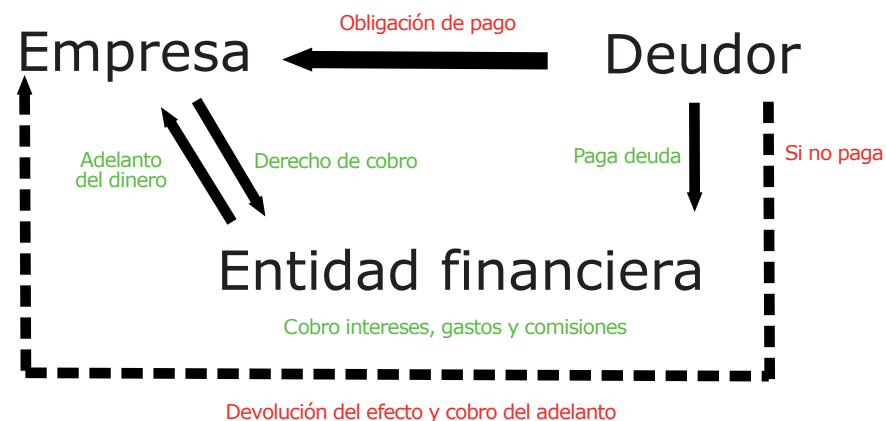 Obligación de pago
Empresa
Deudor
Adelanto
del dinero
Derecho de cobro
Paga deuda
Si no paga
Entidad financiera
Cobro intereses, gastos y comisiones
Devolución del efecto y cobro del adelanto